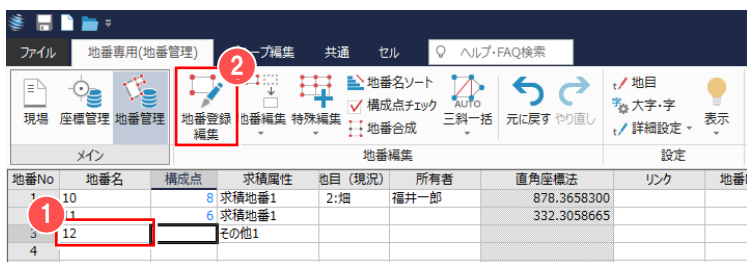 ファイル 地番専用(地番管理) ープ編集 共通 セル ヘルプ・FAQ検索
2
現場 座標管理 地番管理 地番登録編集 地番編集 特殊編集 地番名ソート 構成点チェック 地番合成 AUTO 三斜一括 元に戻す やり直し 地目 大字・字 詳細設定 表示
メイン 地番編集 設定
地番No 地番名 構成点 求積属性 地目（現況） 所有者 直角座標法 リンク 地番
1 10 8 求積地番1 2:畑 福井一郎 878.3658300
1
11 6 求積地番1 332.3058665
3 12 その他1
4